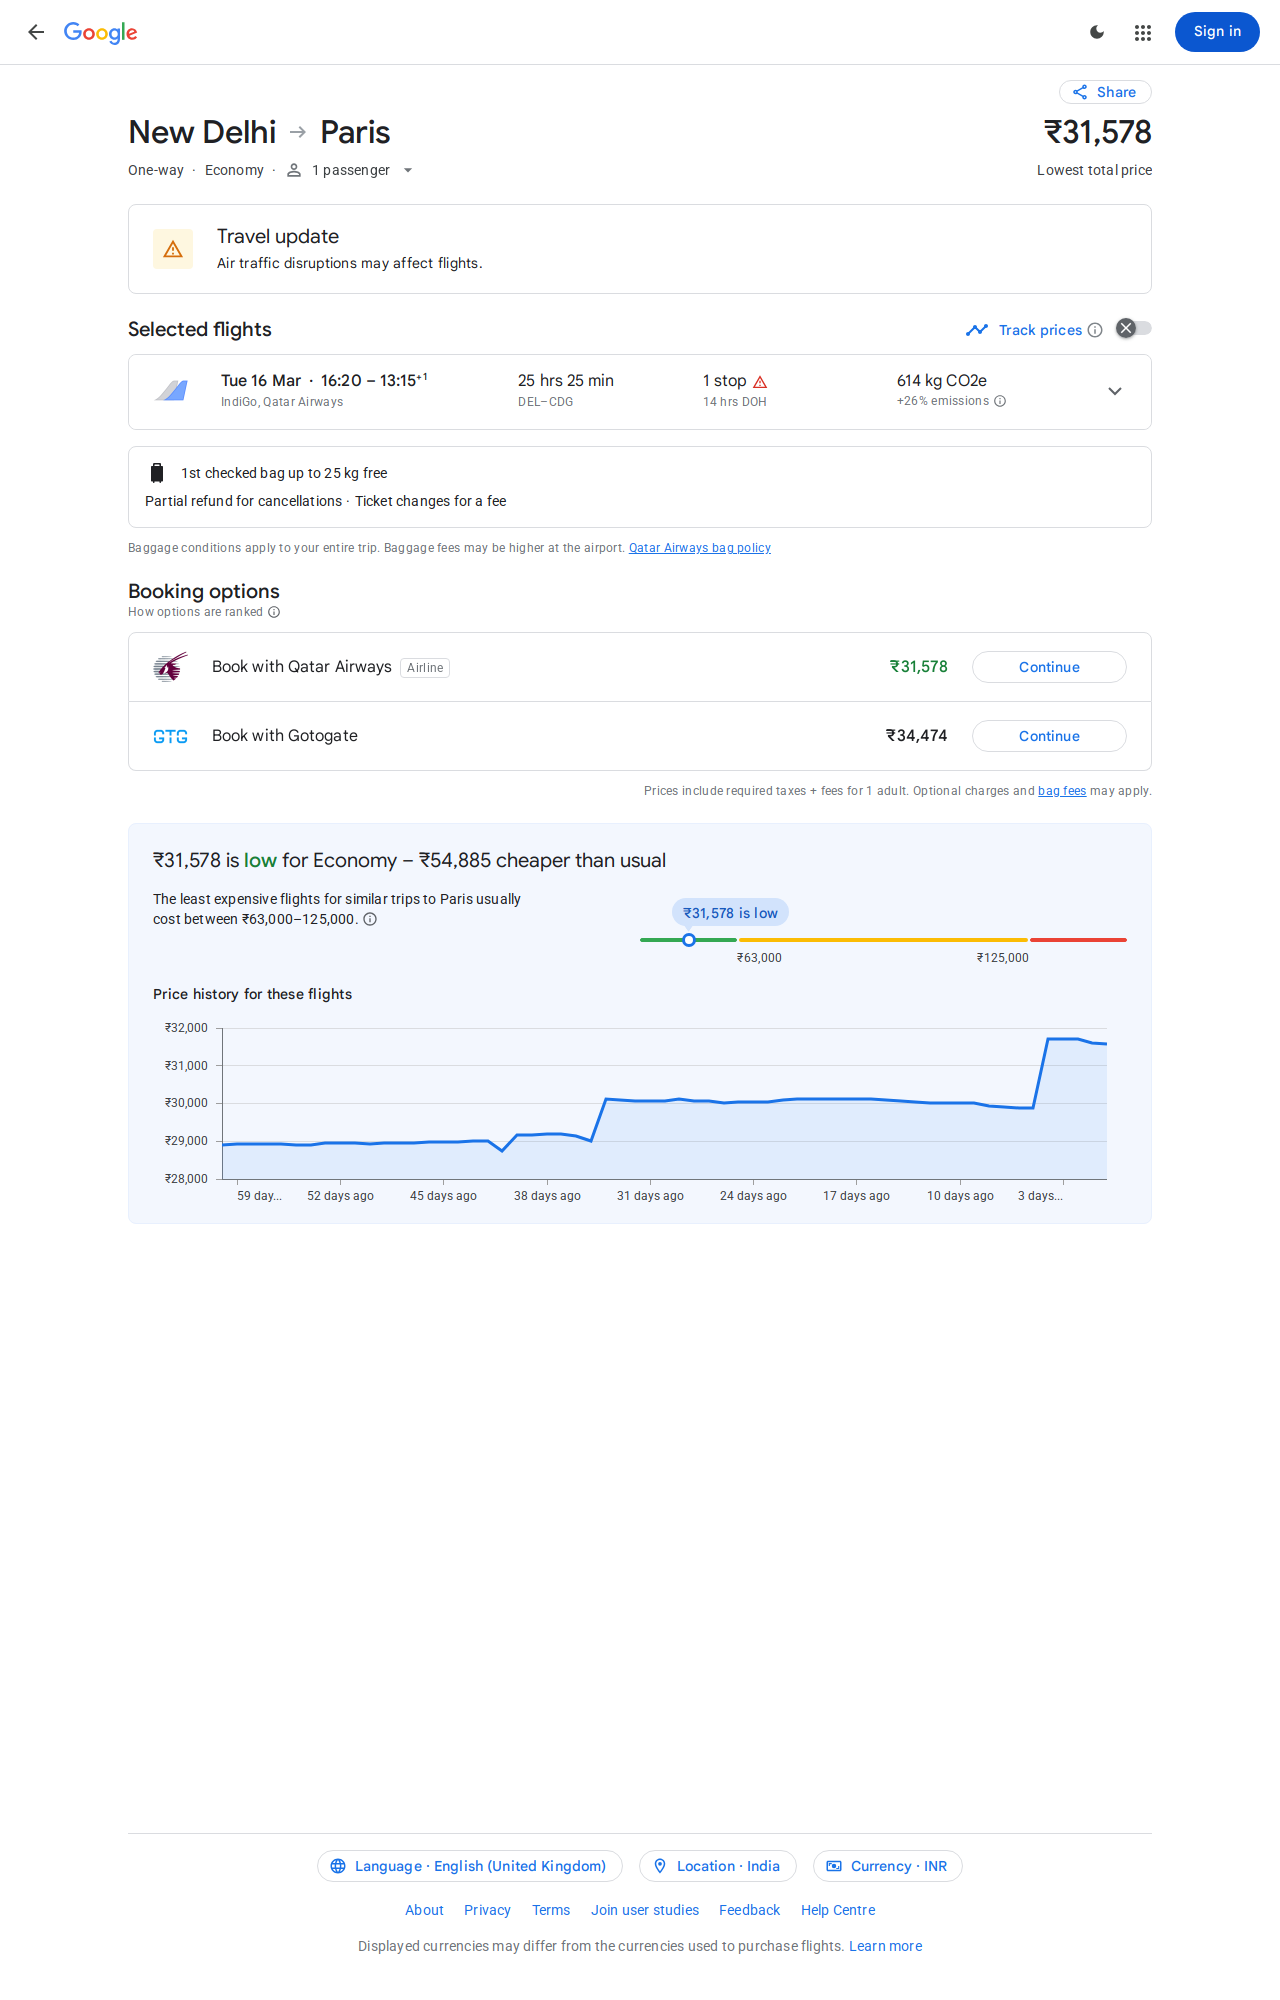 Google
Sign in
Share
New Delhi → Paris
₹31,578
One-way · Economy · 1 passenger
Lowest total price
Travel update
Air traffic disruptions may affect flights.
Selected flights
Track prices
Tue 16 Mar · 16:20 – 13:15+1
25 hrs 25 min
1 stop
614 kg CO2e
IndiGo, Qatar Airways
DEL–CDG
14 hrs DOH
+26% emissions
1st checked bag up to 25 kg free
Partial refund for cancellations · Ticket changes for a fee
Baggage conditions apply to your entire trip. Baggage fees may be higher at the airport. Qatar Airways bag policy
Booking options
How options are ranked
Book with Qatar Airways Airline
₹31,578
Continue
GTG
Book with Gotogate
₹34,474
Continue
Prices include required taxes + fees for 1 adult. Optional charges and bag fees may apply.
₹31,578 is low for Economy – ₹54,885 cheaper than usual
The least expensive flights for similar trips to Paris usually
cost between ₹63,000–125,000.
₹31,578 is low
₹63,000
₹125,000
Price history for these flights
₹32,000
₹31,000
₹30,000
₹29,000
₹28,000
59 day...
52 days ago
45 days ago
38 days ago
31 days ago
24 days ago
17 days ago
10 days ago
3 days...
Language · English (United Kingdom)
Location · India
Currency · INR
About
Privacy
Terms
Join user studies
Feedback
Help Centre
Displayed currencies may differ from the currencies used to purchase flights. Learn more